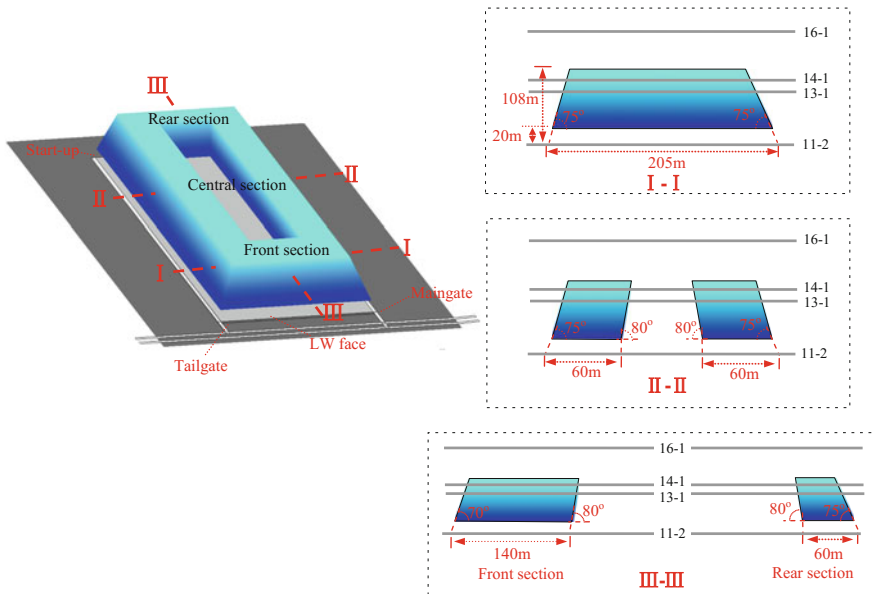 III
Rear section
Start-up
Central section
II
II
Front section
I
I
III
Maingate
LW face
Tailgate
16-1
14-1
13-1
108m
75°
75°
20m
11-2
205m
I - I
16-1
14-1
13-1
75°
80°
80°
75°
11-2
60m
60m
II - II
16-1
14-1
13-1
70°
80°
80°
75°
11-2
140m
60m
Front section
Rear section
III-III